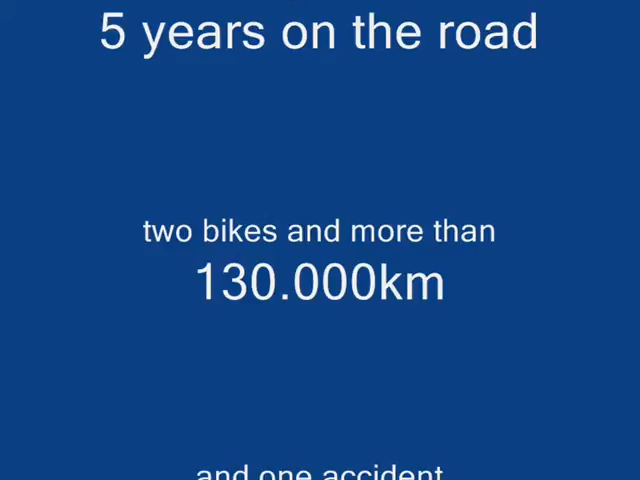 5 years on the road
two bikes and more than
130.000km
and one accident